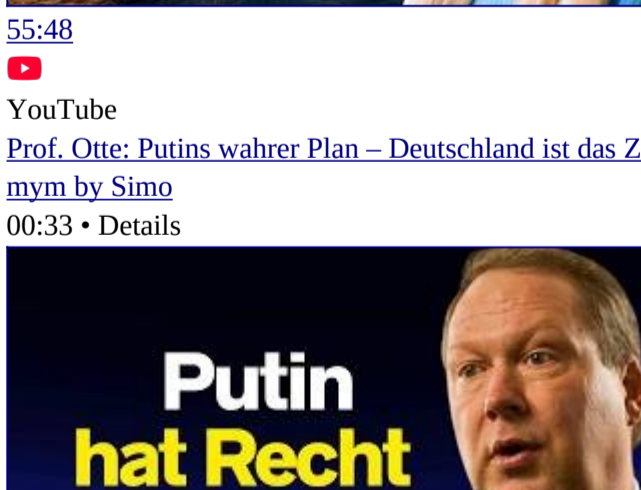 55:48
YouTube
Prof. Otte: Putins wahrer Plan – Deutschland ist das Z
mym by Simo
00:33 • Details
Putin
hat Recht